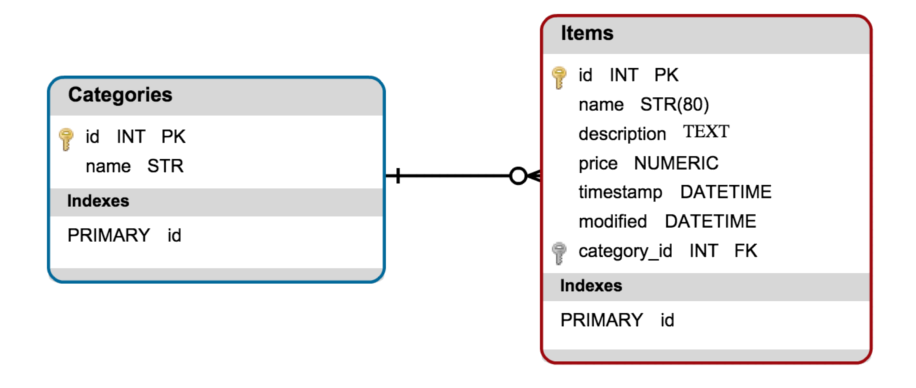 Categories
id INT PK
name STR
Indexes
PRIMARY id
Items
id INT PK
name STR(80)
description TEXT
price NUMERIC
timestamp DATETIME
modified DATETIME
category_id INT FK
Indexes
PRIMARY id